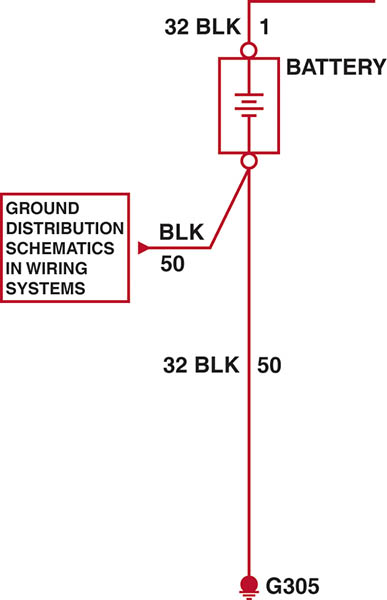 32 BLK 1
BATTERY
GROUND
DISTRIBUTION
SCHEMATICS
IN WIRING
SYSTEMS
BLK
50
32 BLK 50
G305